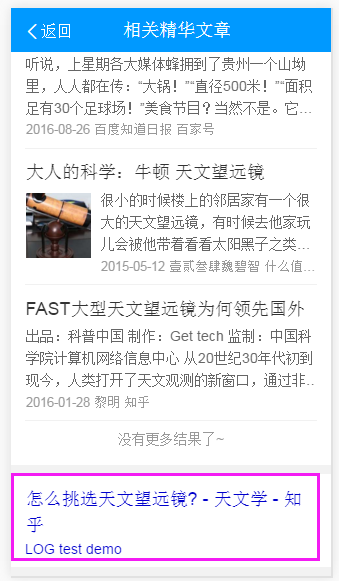 返回
相关精华文章
听说，上星期各大媒体蜂拥到了贵州一个山坳
里，人人都在传：“大锅！”“直径500米！”“面积
足有30个足球场！”美食节目？当然不是。它…
2016-08-26 百度知道日报 百家号
大人的科学：牛顿 天文望远镜
很小的时候楼上的邻居家有一个很
大的天文望远镜，有时候去他家玩
儿会被他带着看看太阳黑子之类…
2015-05-12 壹贰叁肆魏碧智 什么值…
FAST大型天文望远镜为何领先国外
出品：科普中国 制作：Get tech 监制：中国科
学院计算机网络信息中心 从20世纪30年代初到
现今，人类打开了天文观测的新窗口，通过非…
2016-01-28 黎明 知乎
没有更多结果了~
怎么挑选天文望远镜? - 天文学 - 知
乎
LOG test demo